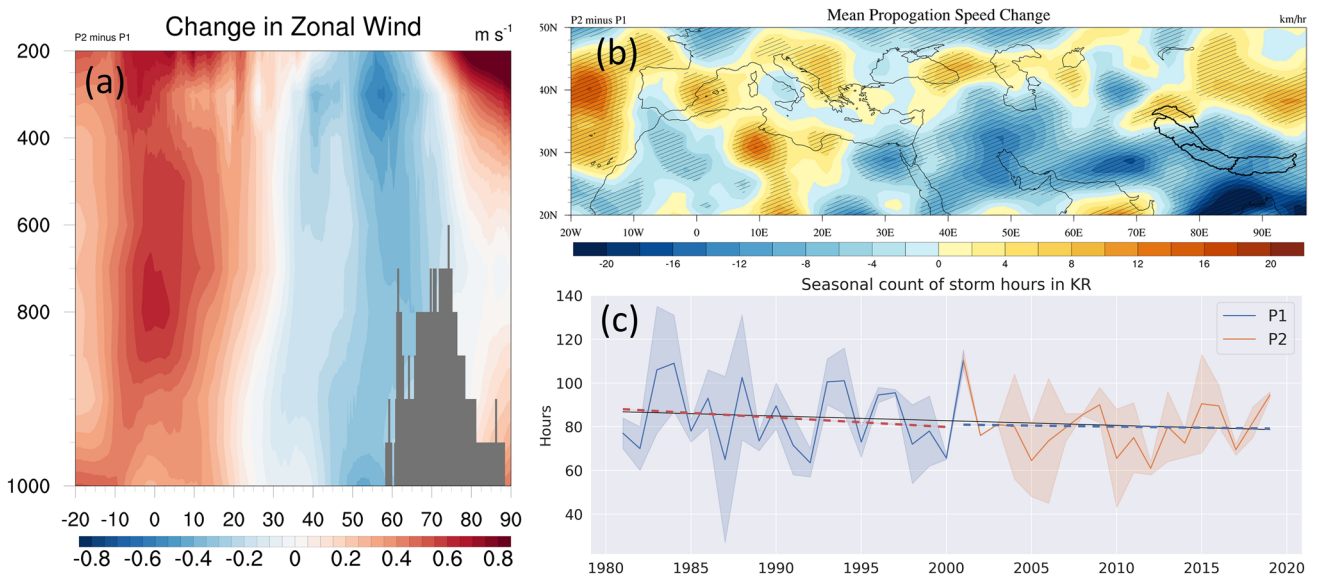 Change in Zonal Wind
P2 minus P1
m s⁻¹
(a)
200
400
600
800
1000
-20 -10 0 10 20 30 40 50 60 70 80 90
-0.8 -0.6 -0.4 -0.2 0 0.2 0.4 0.6 0.8
Mean Propogation Speed Change
P2 minus P1
km/hr
(b)
50N
40N
30N
20N
20W 10W 0 10E 20E 30E 40E 50E 60E 70E 80E 90E
-20 -16 -12 -8 -4 0 4 8 12 16 20
Seasonal count of storm hours in KR
(c)
P1
P2
Hours
140
120
100
80
60
40
1980 1985 1990 1995 2000 2005 2010 2015 2020